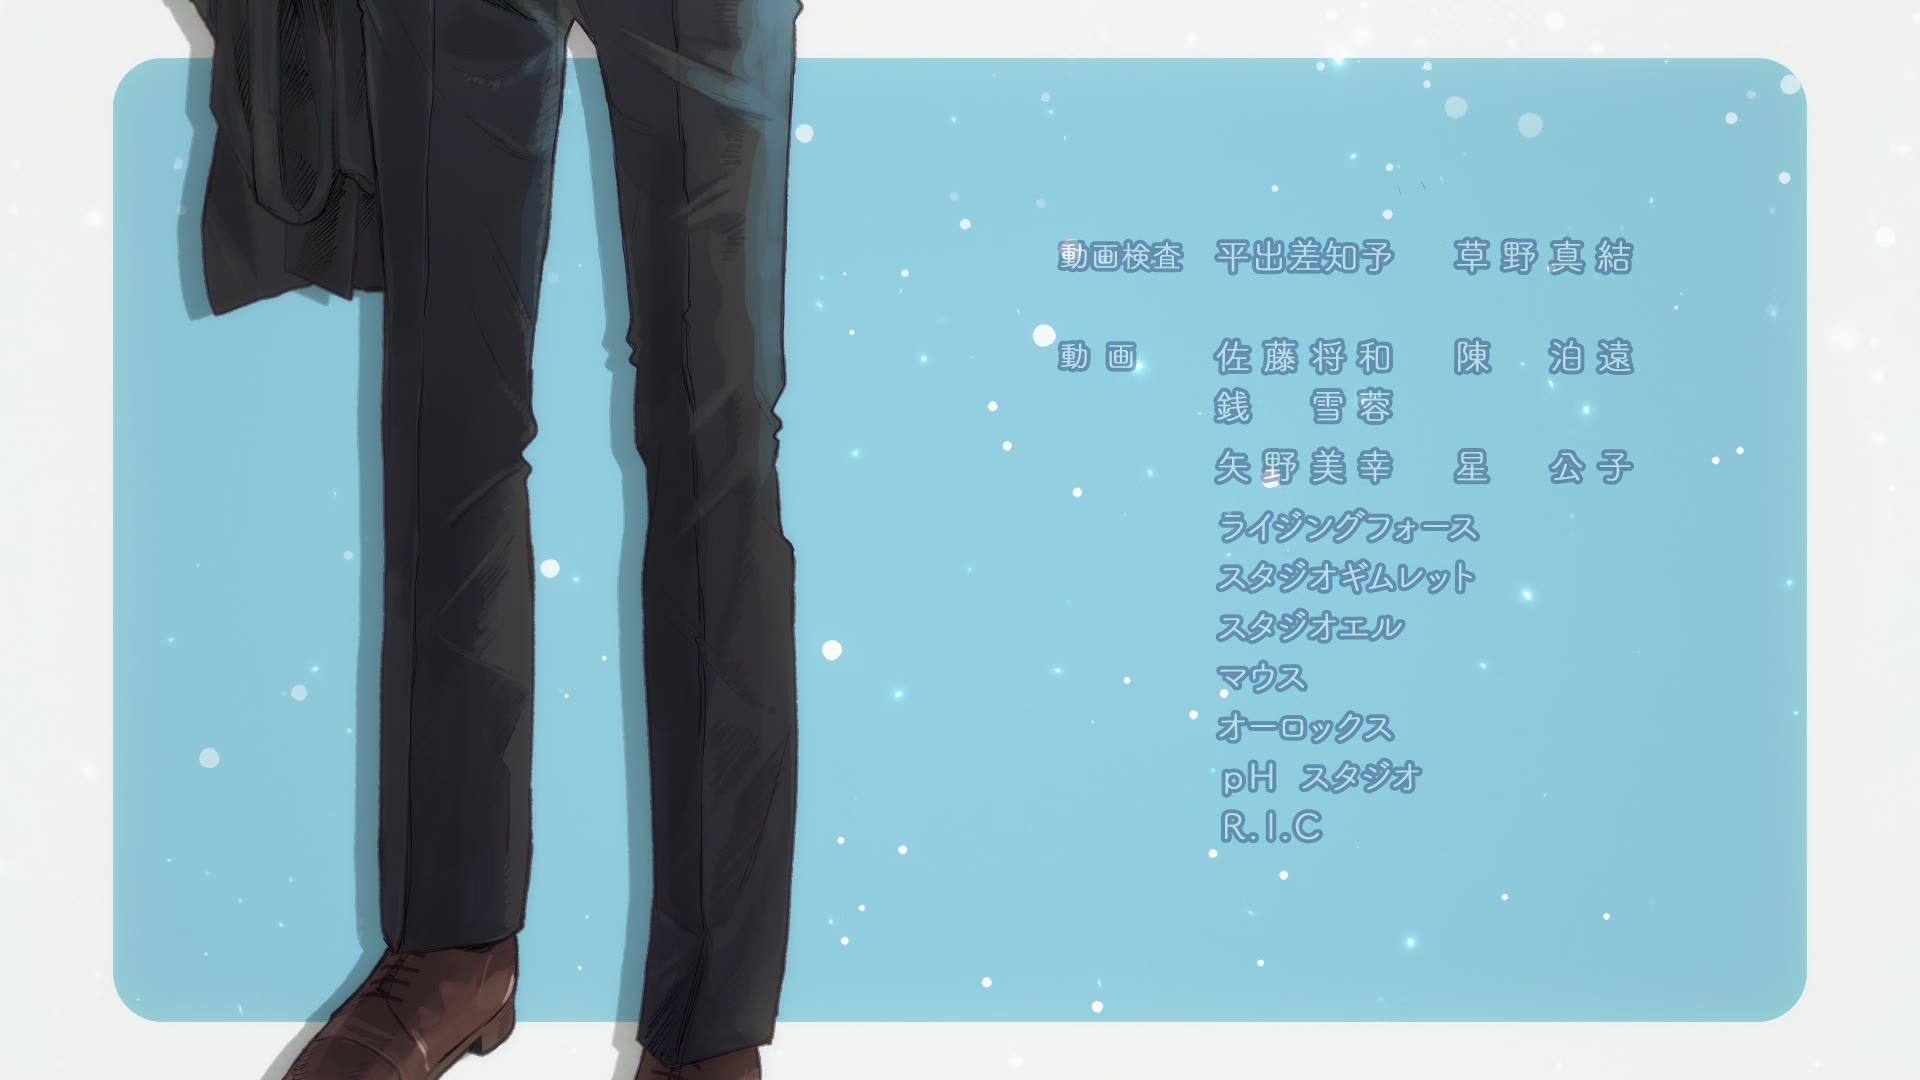 動画検査 平出差知予 草野真結
動画 佐藤将和 陳 泊遠
銭 雪蓉
矢野美幸 星 公子
ライジングフォース
スタジオギムレット
スタジオエル
マウス
オーロックス
pH スタジオ
R.I.C